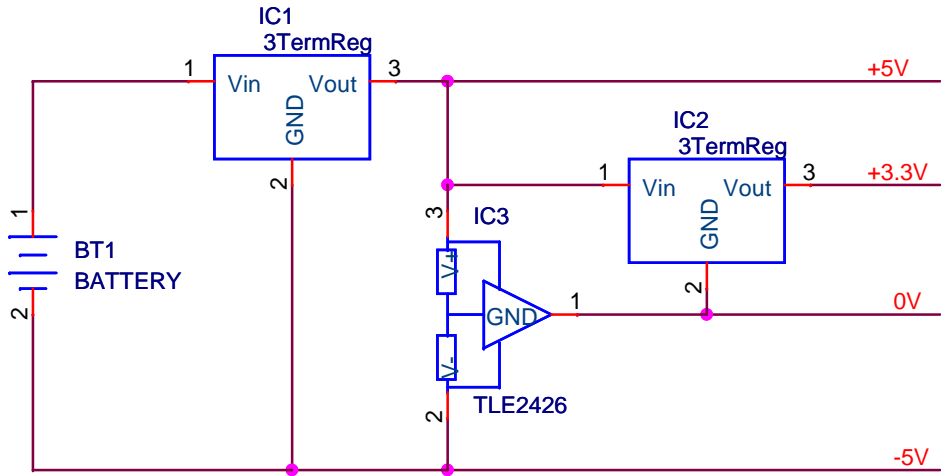 IC1
3TermReg
1
Vin
Vout
3
GND
2
+5V
IC2
3TermReg
1
Vin
Vout
3
GND
2
+3.3V
1
BT1
BATTERY
2
3
IC3
V+
GND
1
V-
TLE2426
2
0V
-5V